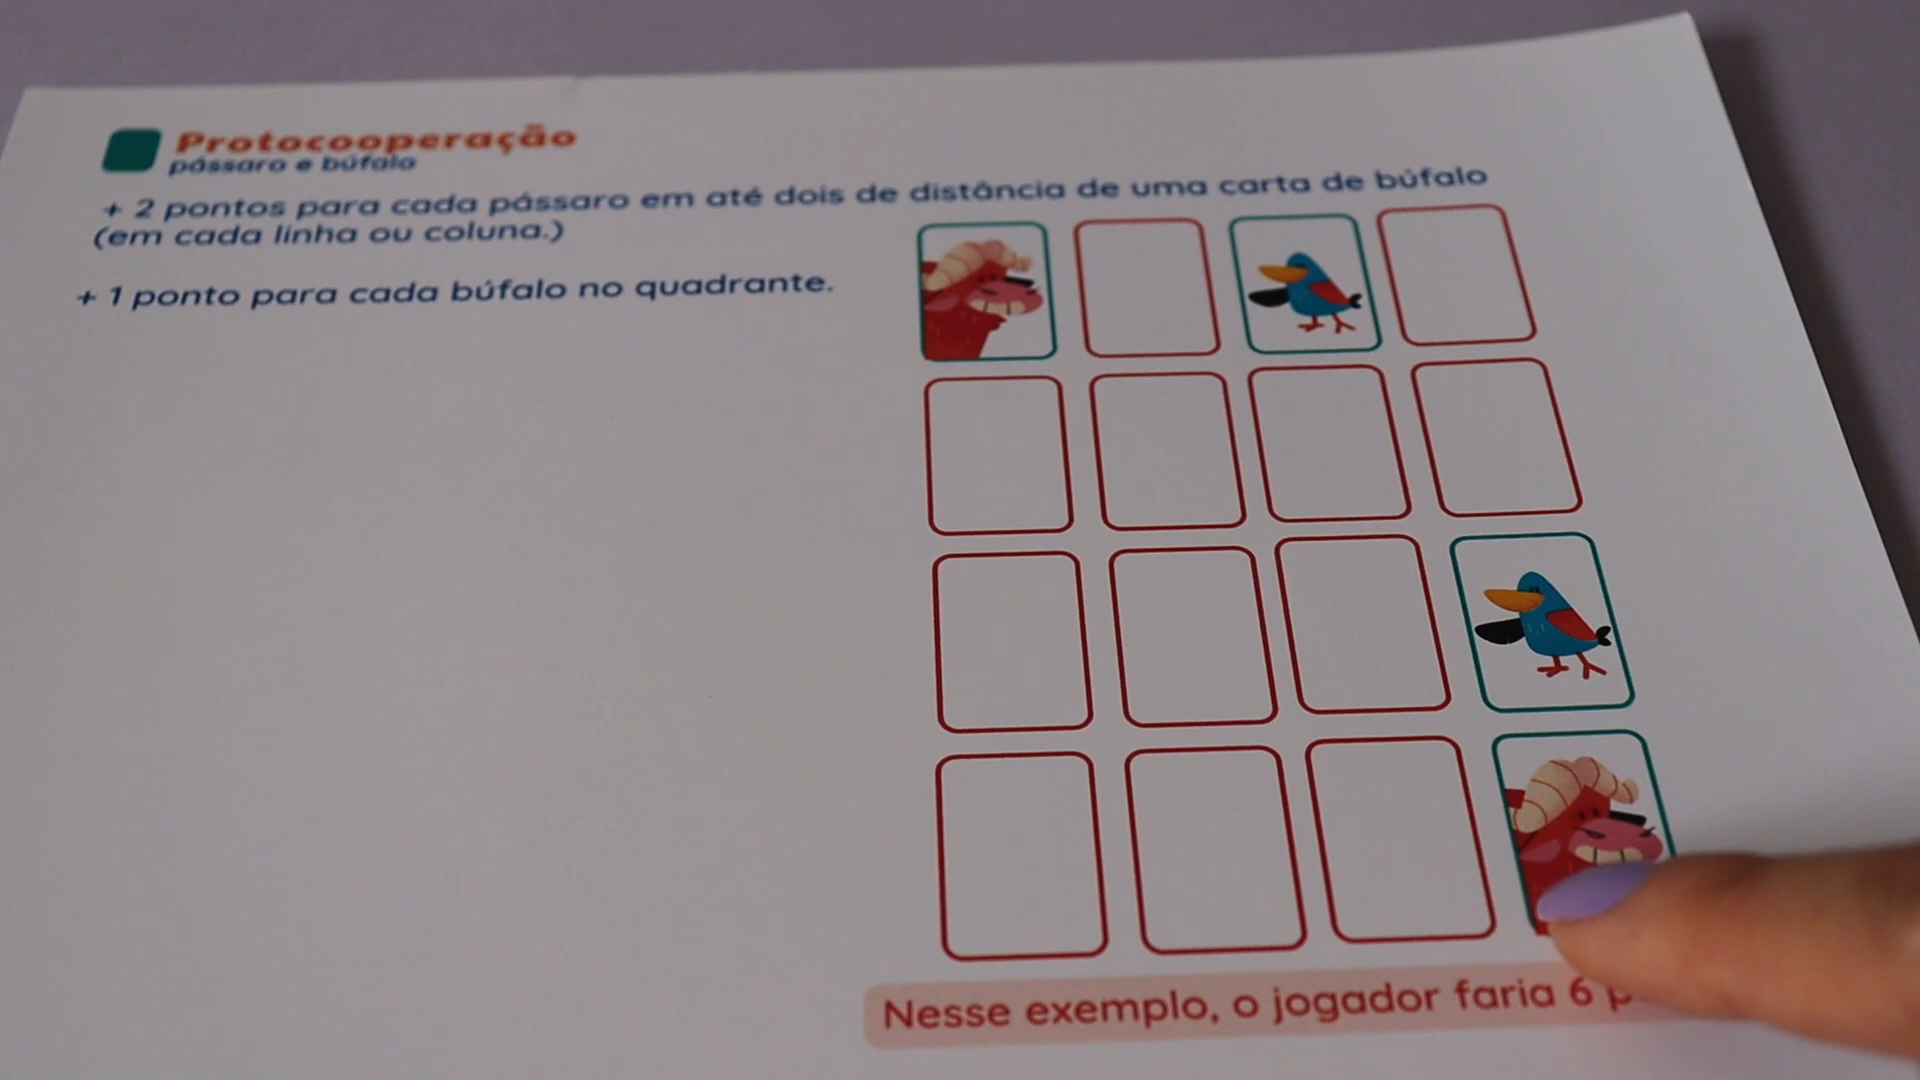 Protocooperação
pássaro e búfalo
+ 2 pontos para cada pássaro em até dois de distância de uma carta de búfalo
(em cada linha ou coluna.)
+ 1 ponto para cada búfalo no quadrante.
Nesse exemplo, o jogador faria 6